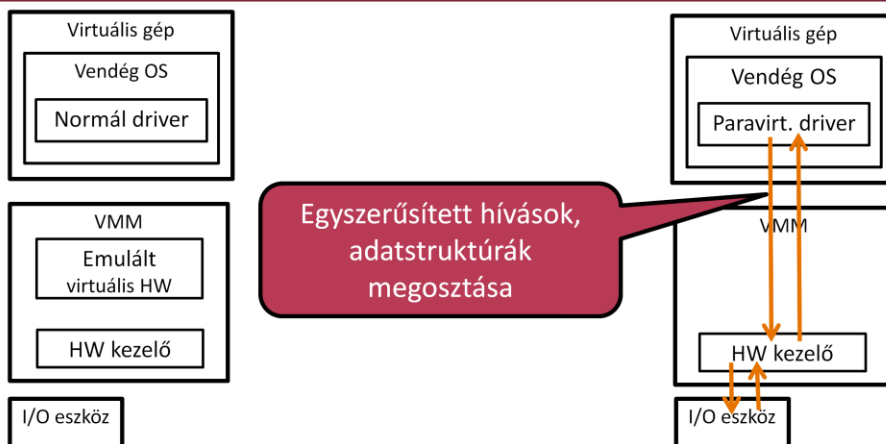 Virtuális gép
Vendég OS
Normál driver
VMM
Emulált
virtuális HW
HW kezelő
I/O eszköz
Egyszerűsített hívások,
adatstruktúrák
megosztása
Virtuális gép
Vendég OS
Paravirt. driver
VMM
HW kezelő
I/O eszköz